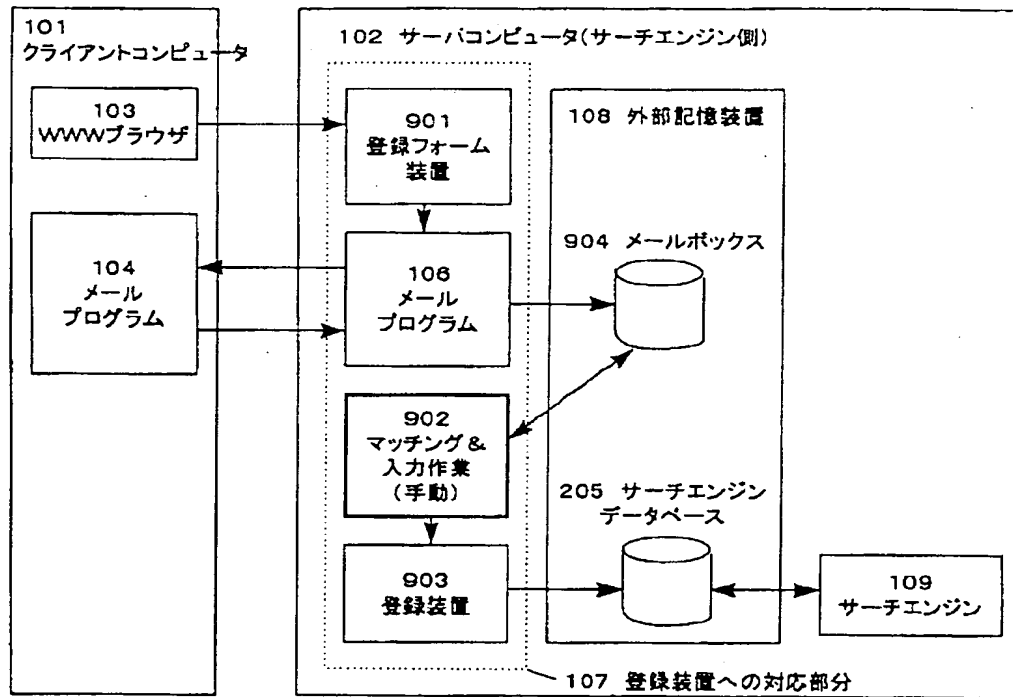 101
クライアントコンピュータ
103
WWWブラウザ
104
メール
プログラム
102 サーバコンピュータ(サーチエンジン側)
901
登録フォーム
装置
106
メール
プログラム
902
マッチング&
入力作業
(手動)
903
登録装置
108 外部記憶装置
904 メールボックス
205 サーチエンジン
データベース
109
サーチエンジン
107 登録装置への対応部分